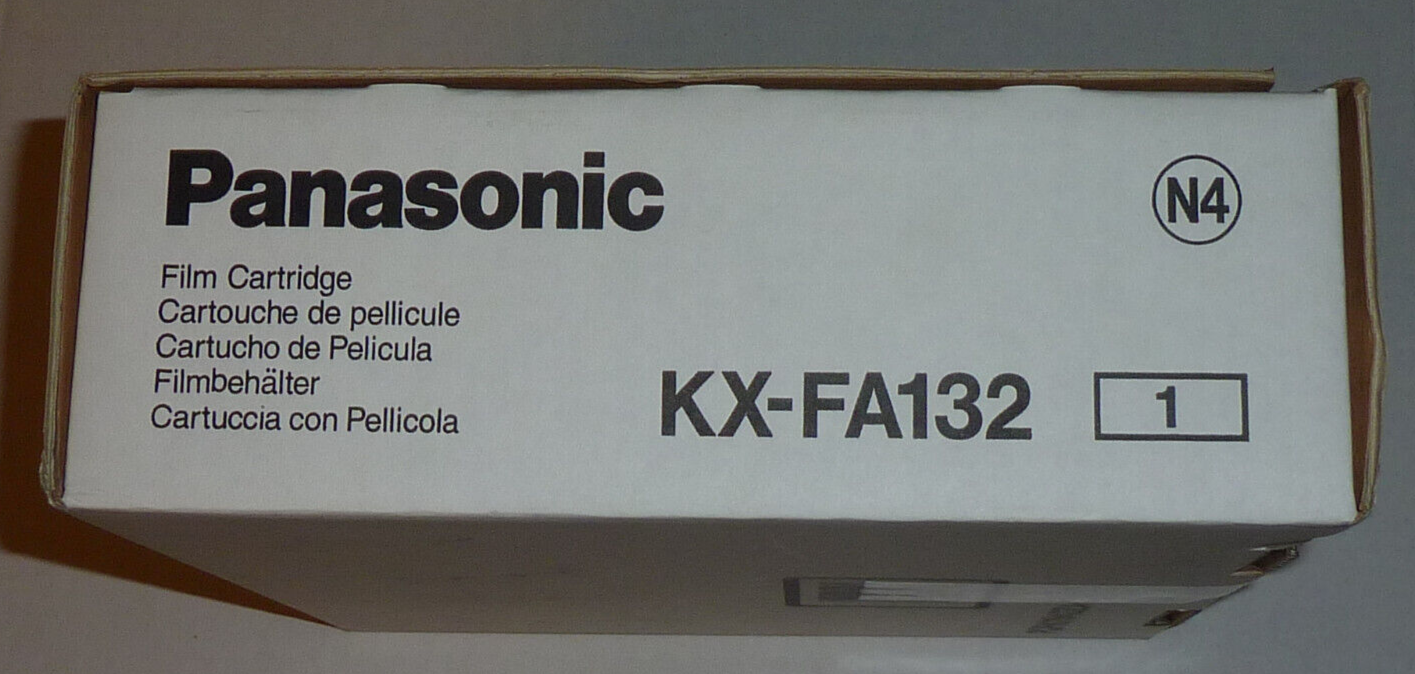 Panasonic
N4
Film Cartridge
Cartouche de pellicule
Cartucho de Pelicula
Filmbehälter
Cartuccia con Pellicola
KX-FA132
1